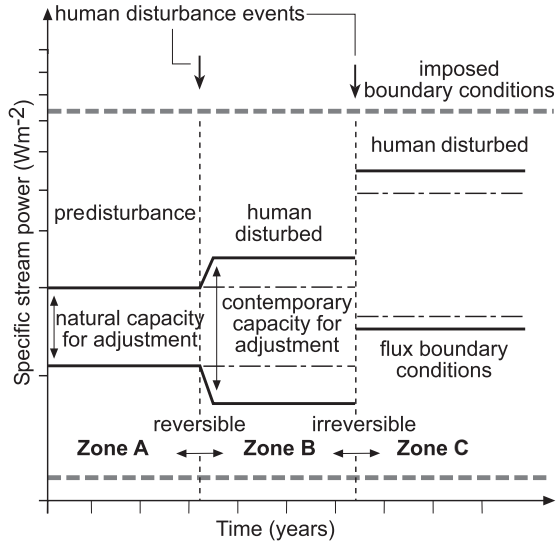 human disturbance events
imposed
boundary conditions
Specific stream power (Wm-2)
human disturbed
predisturbance
human
disturbed
natural capacity
for adjustment
contemporary
capacity for
adjustment
flux boundary
conditions
reversible
irreversible
Zone A
Zone B
Zone C
Time (years)